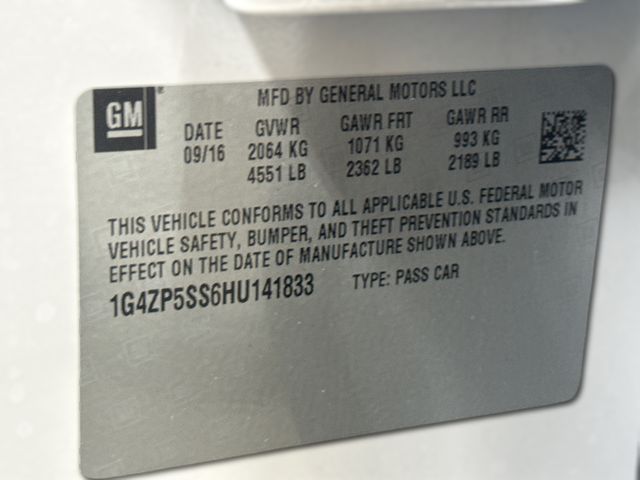 GM
MFD BY GENERAL MOTORS LLC
DATE GVWR GAWR FRT GAWR RR
09/16 2064 KG 1071 KG 993 KG
4551 LB 2362 LB 2189 LB
THIS VEHICLE CONFORMS TO ALL APPLICABLE U.S. FEDERAL MOTOR
VEHICLE SAFETY, BUMPER, AND THEFT PREVENTION STANDARDS IN
EFFECT ON THE DATE OF MANUFACTURE SHOWN ABOVE.
1G4ZP5SS6HU141833 TYPE: PASS CAR